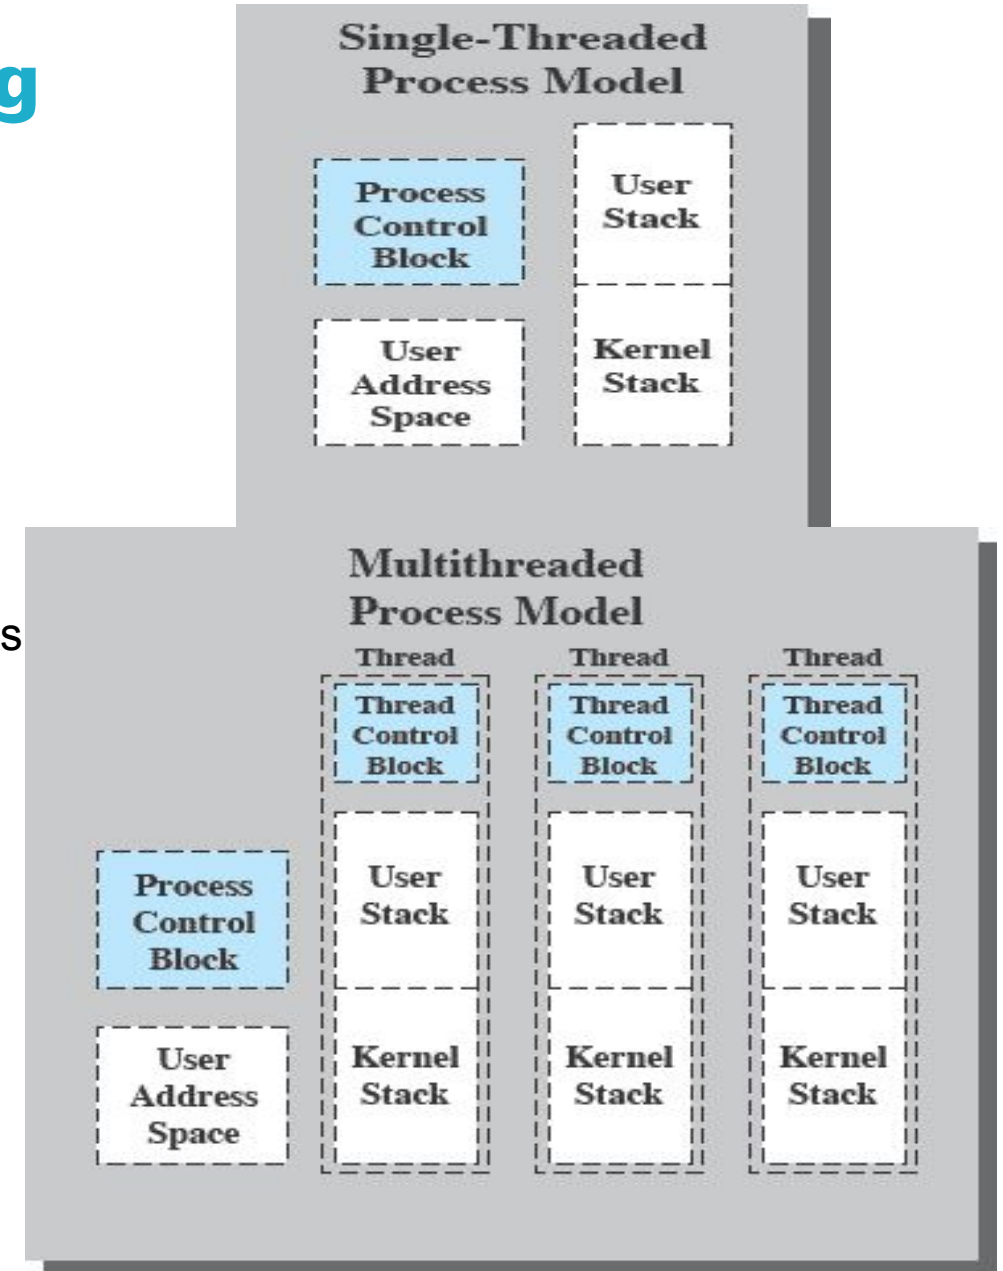 g
Single-Threaded
Process Model
Process
Control
Block
User
Stack
User
Address
Space
Kernel
Stack
s
Multithreaded
Process Model
Thread
Thread
Thread
Thread
Control
Block
Thread
Control
Block
Thread
Control
Block
Process
Control
Block
User
Stack
User
Stack
User
Stack
User
Address
Space
Kernel
Stack
Kernel
Stack
Kernel
Stack